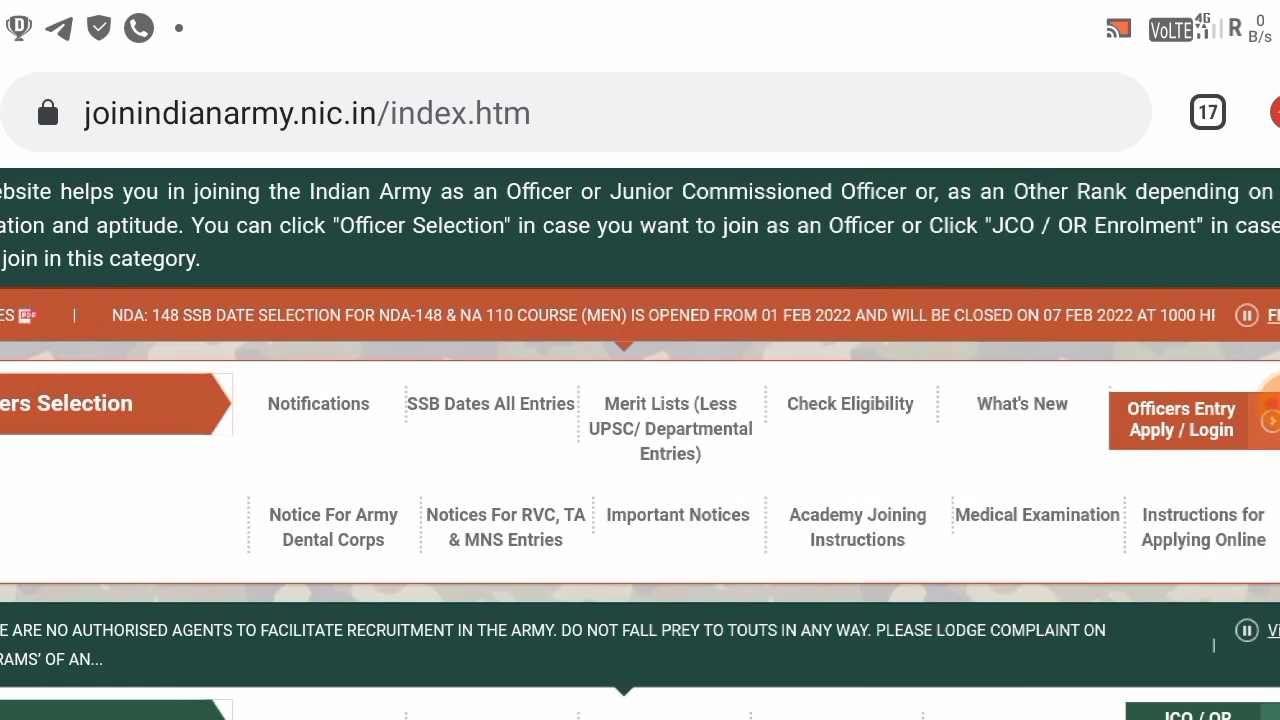 VoLTE 4G R 0 B/s
joinindianarmy.nic.in/index.htm 17
ebsite helps you in joining the Indian Army as an Officer or Junior Commissioned Officer or, as an Other Rank depending on
ation and aptitude. You can click "Officer Selection" in case you want to join as an Officer or Click "JCO / OR Enrolment" in case
join in this category.
ES | NDA: 148 SSB DATE SELECTION FOR NDA-148 & NA 110 COURSE (MEN) IS OPENED FROM 01 FEB 2022 AND WILL BE CLOSED ON 07 FEB 2022 AT 1000 H
ers Selection
Notifications
SSB Dates All Entries
Merit Lists (Less
UPSC/ Departmental
Entries)
Check Eligibility
What's New
Officers Entry
Apply / Login
Notice For Army
Dental Corps
Notices For RVC, TA
& MNS Entries
Important Notices
Academy Joining
Instructions
Medical Examination
Instructions for
Applying Online
E ARE NO AUTHORISED AGENTS TO FACILITATE RECRUITMENT IN THE ARMY. DO NOT FALL PREY TO TOUTS IN ANY WAY. PLEASE LODGE COMPLAINT ON
RAMS’ OF AN... | Vi
JCO / OR